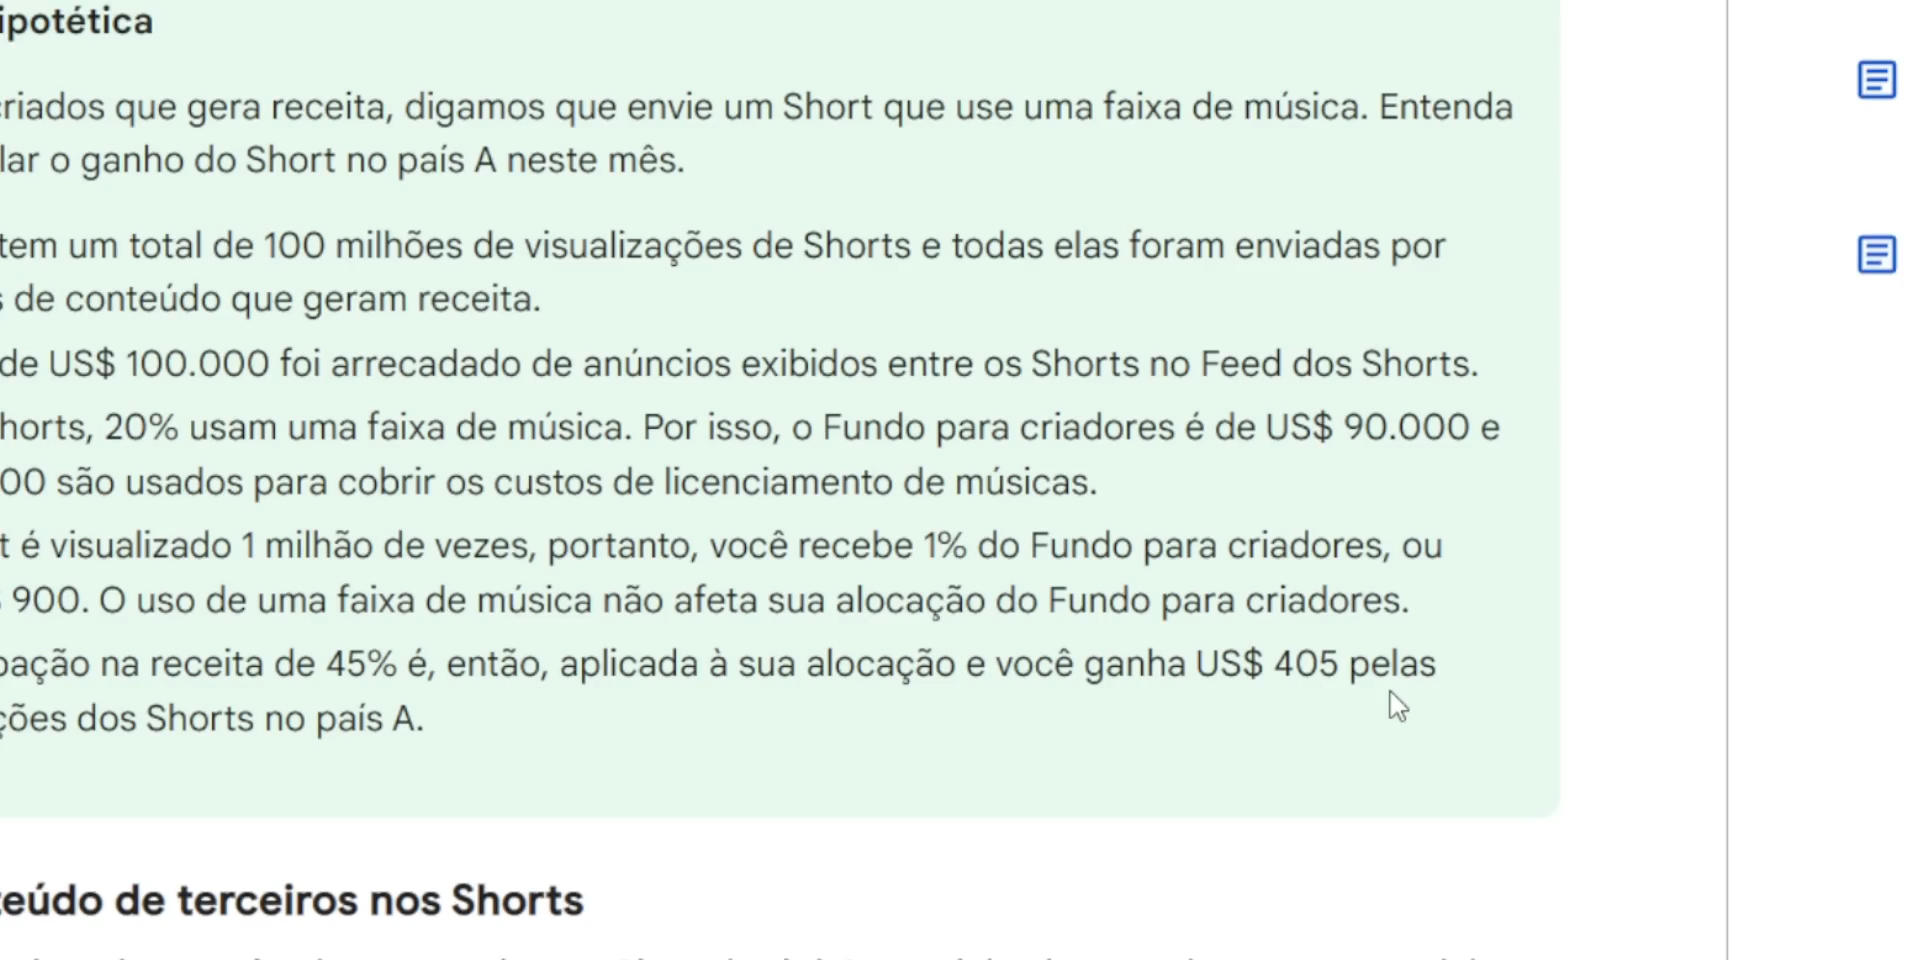 ipotética
criados que gera receita, digamos que envie um Short que use uma faixa de música. Entenda
lar o ganho do Short no país A neste mês.
tem um total de 100 milhões de visualizações de Shorts e todas elas foram enviadas por
s de conteúdo que geram receita.
de US$ 100.000 foi arrecadado de anúncios exibidos entre os Shorts no Feed dos Shorts.
horts, 20% usam uma faixa de música. Por isso, o Fundo para criadores é de US$ 90.000 e
00 são usados para cobrir os custos de licenciamento de músicas.
t é visualizado 1 milhão de vezes, portanto, você recebe 1% do Fundo para criadores, ou
900. O uso de uma faixa de música não afeta sua alocação do Fundo para criadores.
pação na receita de 45% é, então, aplicada à sua alocação e você ganha US$ 405 pelas
ções dos Shorts no país A.
teúdo de terceiros nos Shorts